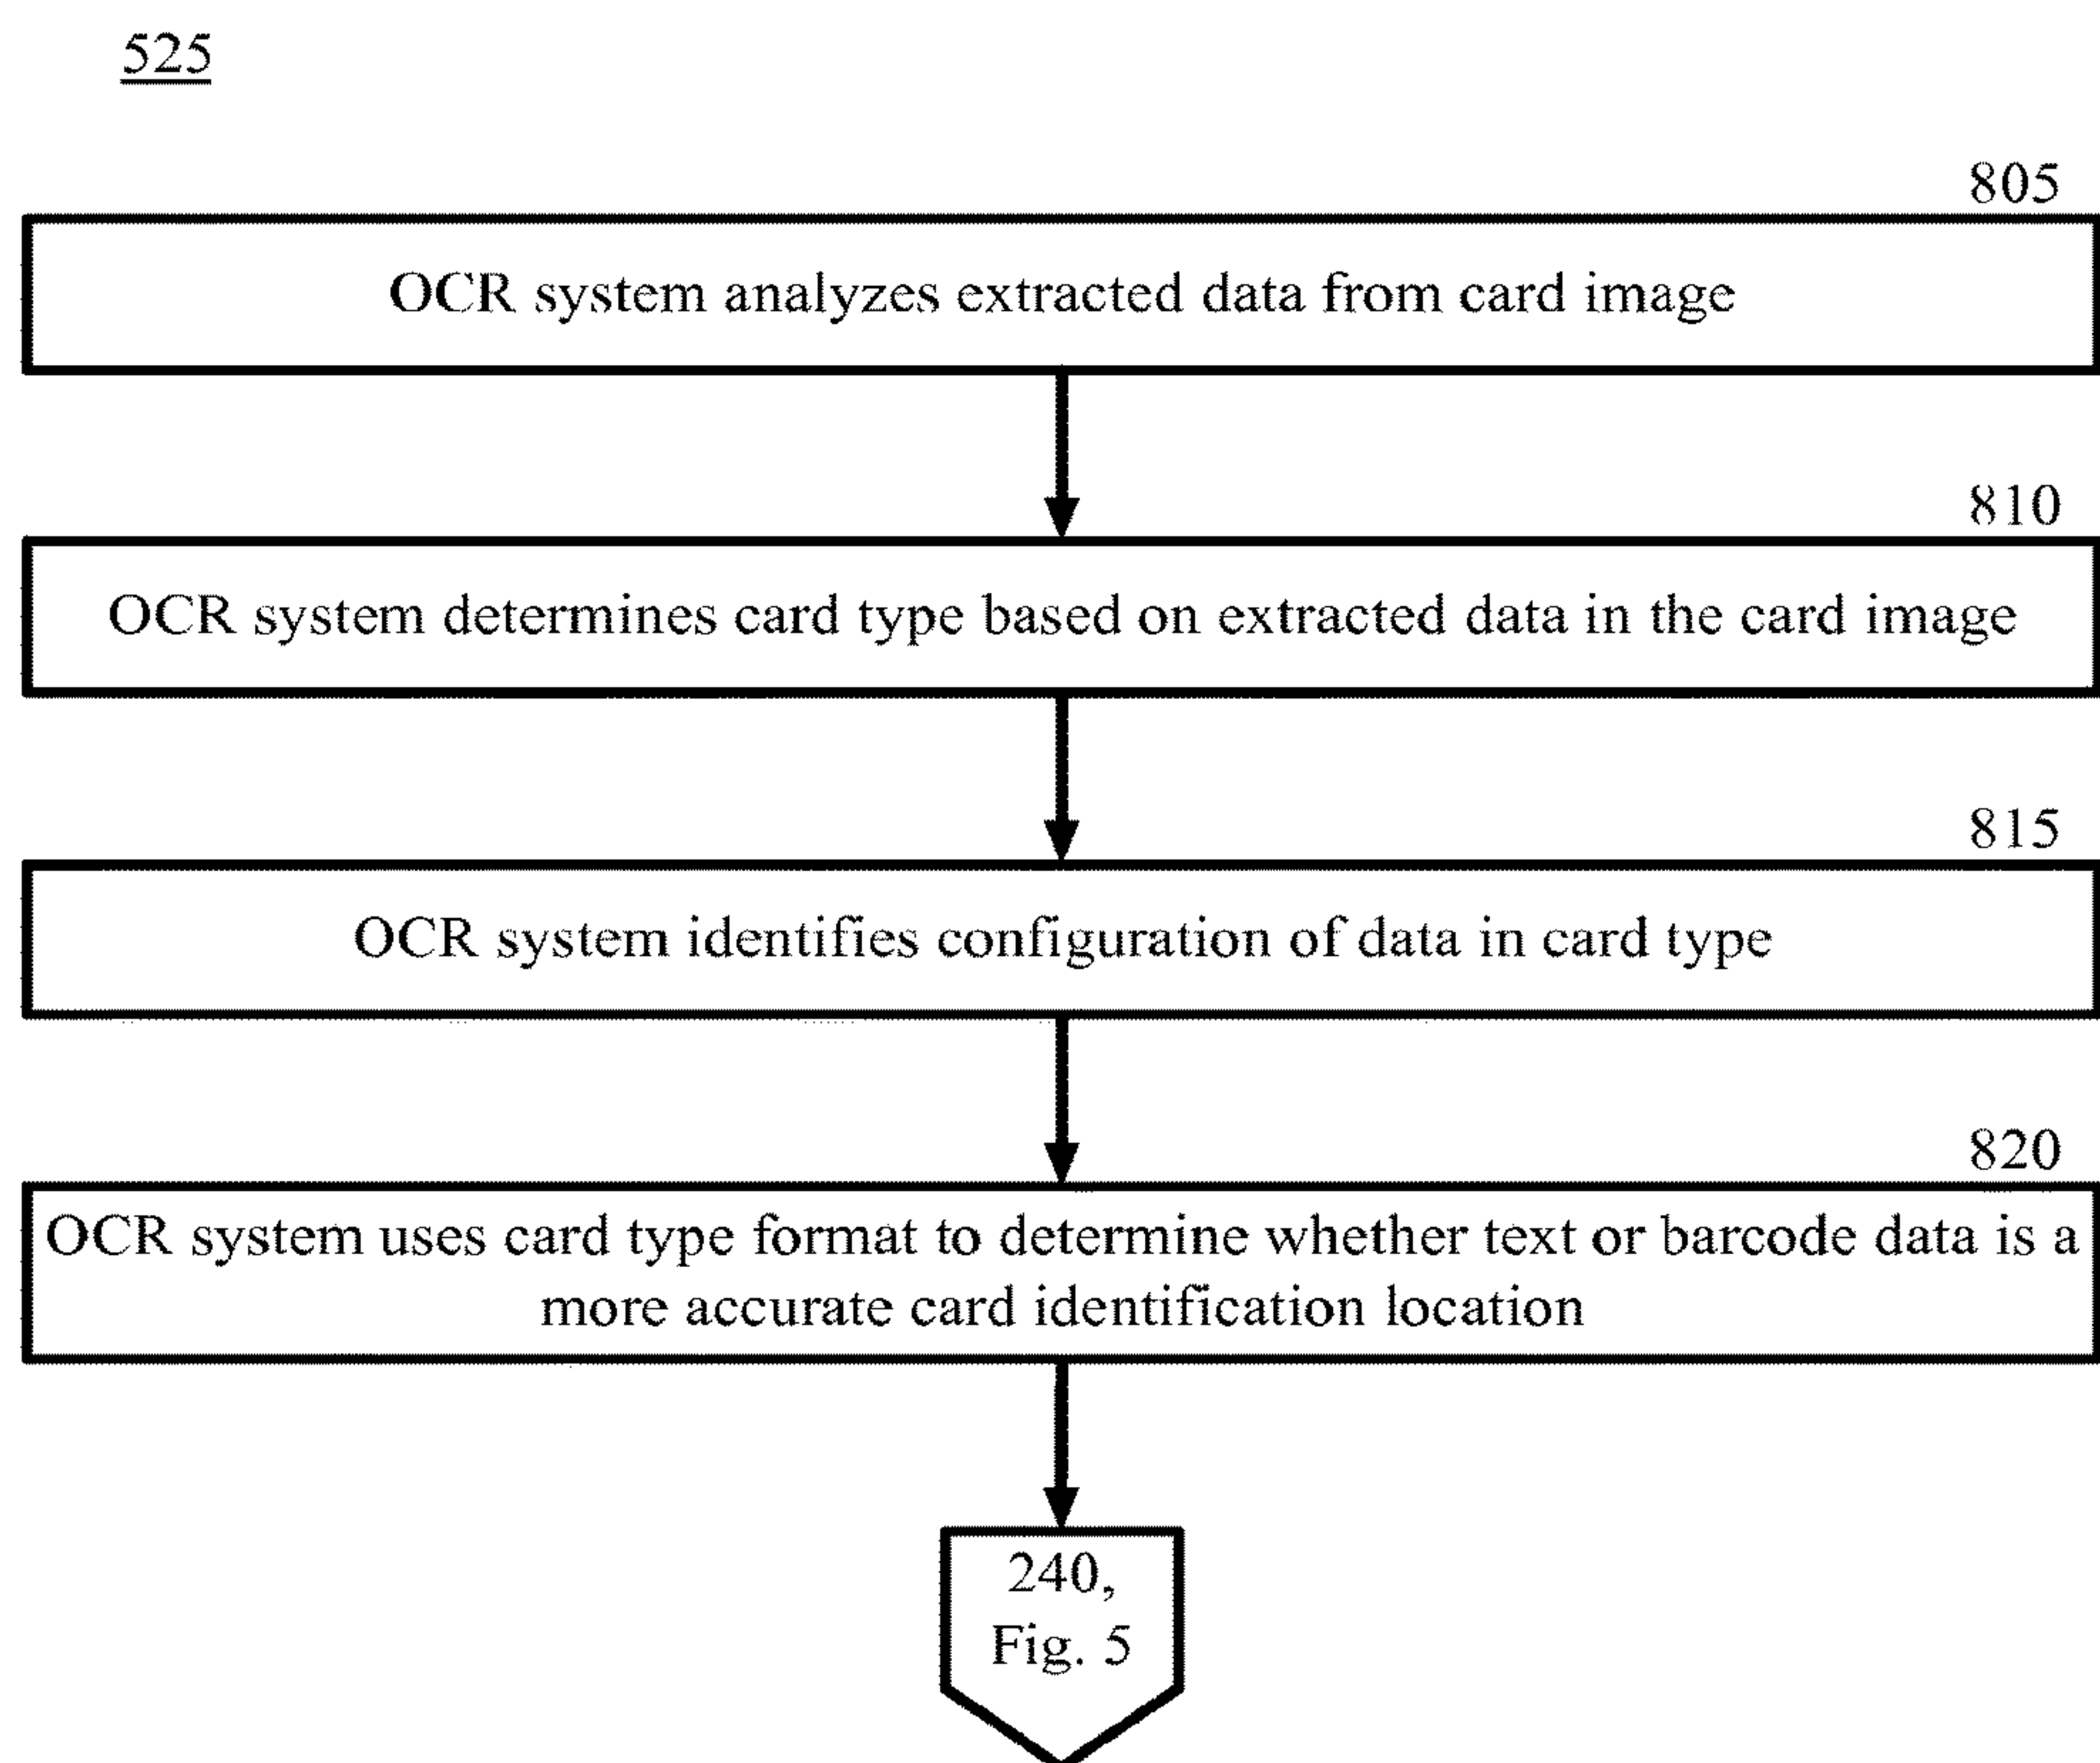 525
805
OCR system analyzes extracted data from card image
810
OCR system determines card type based on extracted data in the card image
815
OCR system identifies configuration of data in card type
820
OCR system uses card type format to determine whether text or barcode data is a
more accurate card identification location
240,
Fig. 5